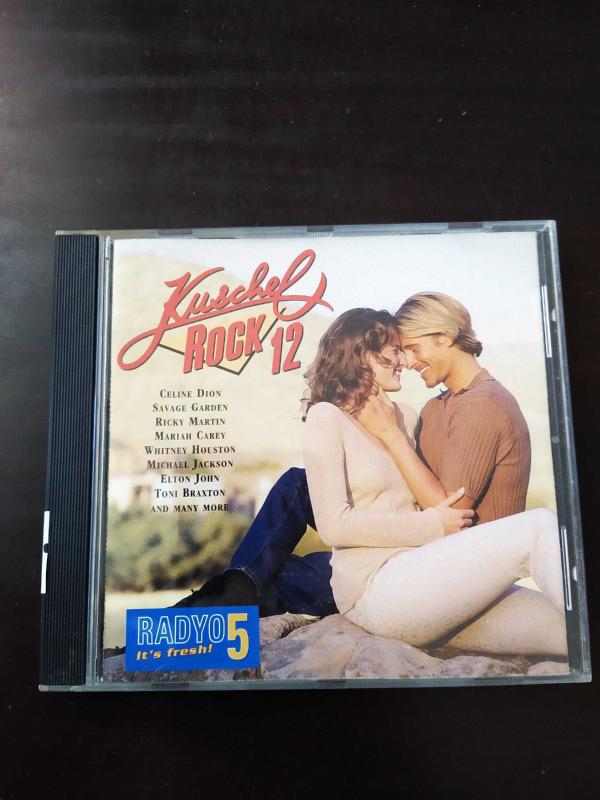 Kuschel
ROCK 12
CELINE DION
SAVAGE GARDEN
RICKY MARTIN
MARIAH CAREY
WHITNEY HOUSTON
MICHAEL JACKSON
ELTON JOHN
TONI BRAXTON
AND MANY MORE
RADYO 5
It's fresh!